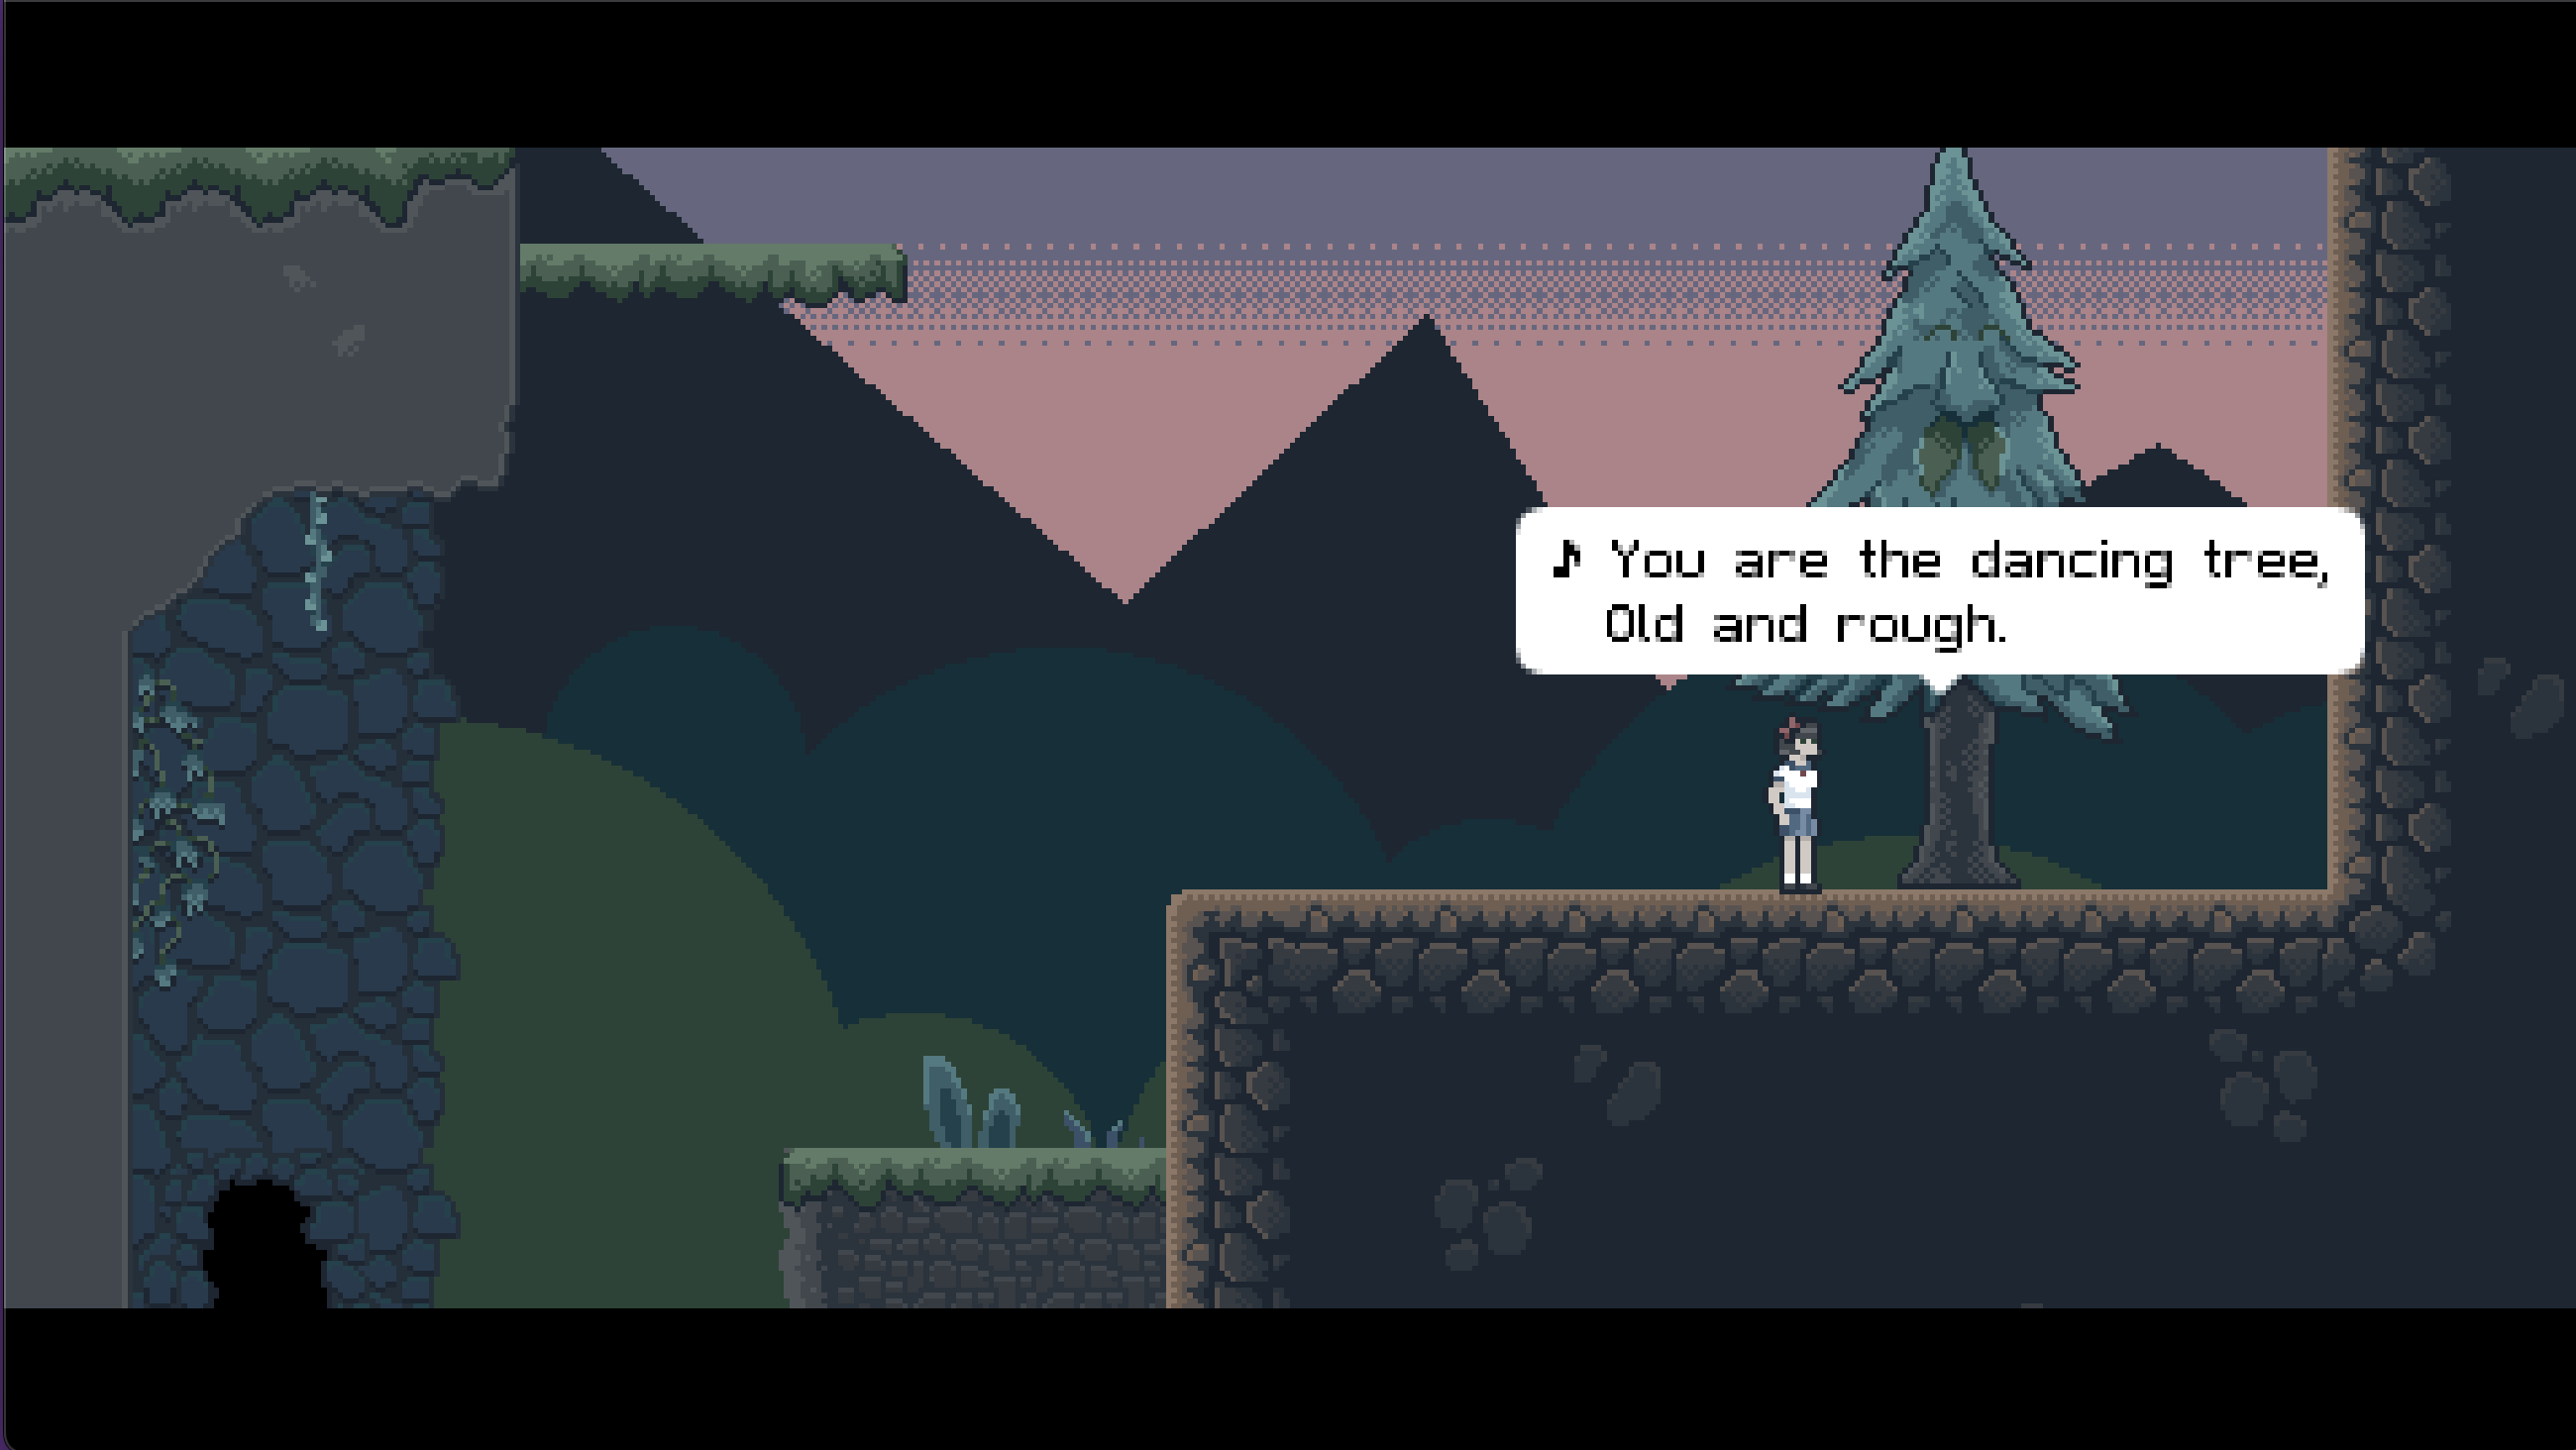 ♪ You are the dancing tree,
Old and rough.